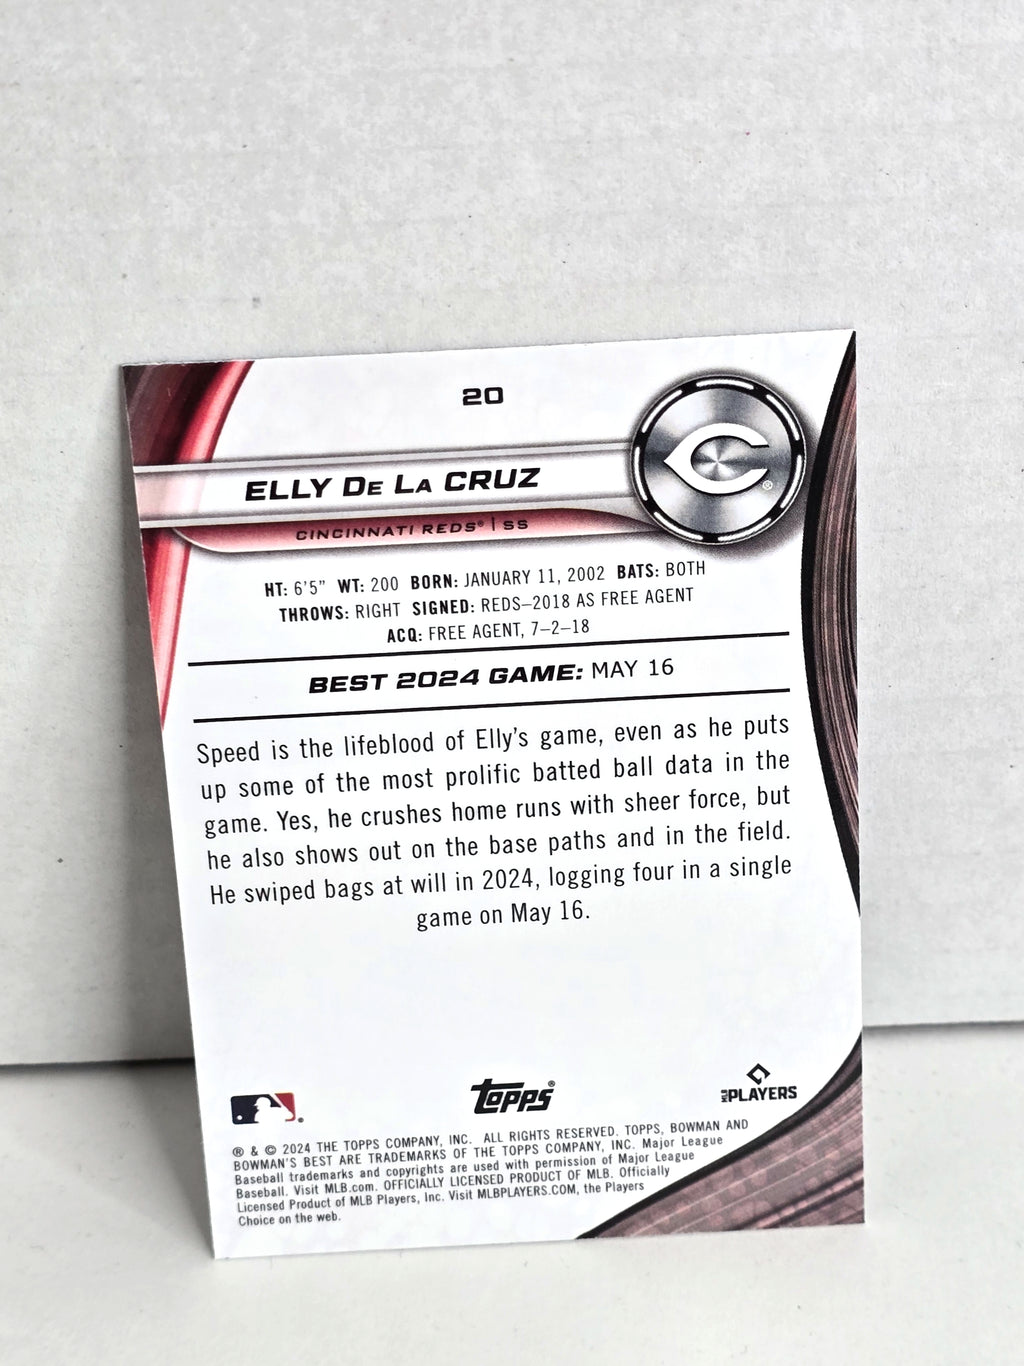 20
ELLY DE LA CRUZ
CINCINNATI REDS® | SS
HT: 6'5" WT: 200 BORN: JANUARY 11, 2002 BATS: BOTH
THROWS: RIGHT SIGNED: REDS–2018 AS FREE AGENT
ACQ: FREE AGENT, 7–2–18
BEST 2024 GAME: MAY 16
Speed is the lifeblood of Elly's game, even as he puts
up some of the most prolific batted ball data in the
game. Yes, he crushes home runs with sheer force, but
he also shows out on the base paths and in the field.
He swiped bags at will in 2024, logging four in a single
game on May 16.
Topps®
MLB PLAYERS
® & © 2024 THE TOPPS COMPANY, INC. ALL RIGHTS RESERVED. TOPPS, BOWMAN AND
BOWMAN'S BEST ARE TRADEMARKS OF THE TOPPS COMPANY, INC. Major League
Baseball trademarks and copyrights are used with permission of Major League
Baseball. Visit MLB.com. OFFICIALLY LICENSED PRODUCT OF MLB. Officially
Licensed Product of MLB Players, Inc. Visit MLBPLAYERS.COM, the Players
Choice on the web.